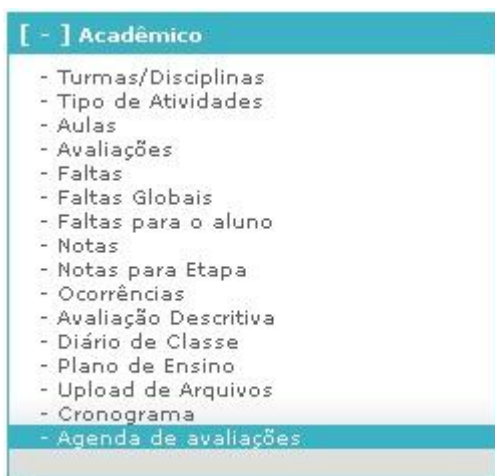 [ - ] Acadêmico
- Turmas/Disciplinas
- Tipo de Atividades
- Aulas
- Avaliações
- Faltas
- Faltas Globais
- Faltas para o aluno
- Notas
- Notas para Etapa
- Ocorrências
- Avaliação Descritiva
- Diário de Classe
- Plano de Ensino
- Upload de Arquivos
- Cronograma
- Agenda de avaliações